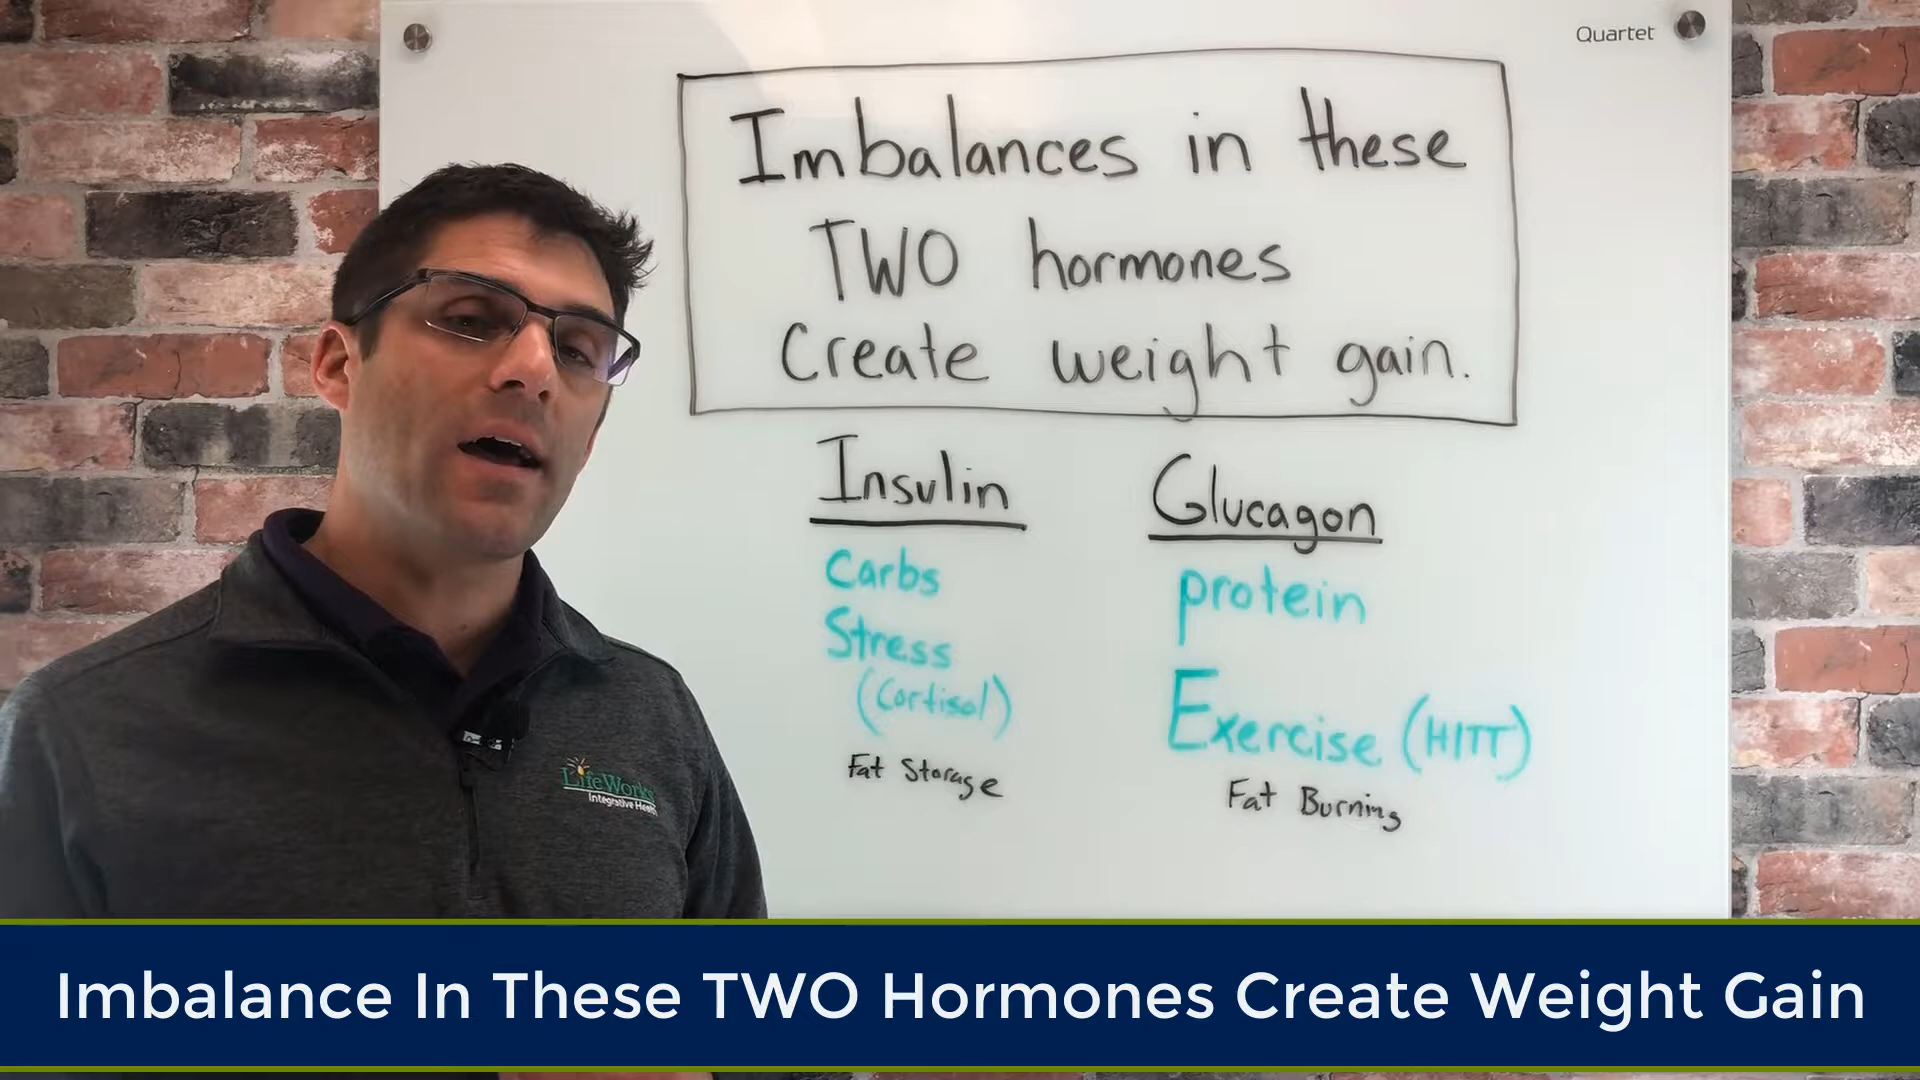 Quartet
Imbalances in these
TWO hormones
Create weight gain.
Insulin
Carbs
Stress
(Cortisol)
Fat Storage
Glucagon
protein
Exercise (HITT)
Fat Burning
LifeWorks
Integrative Health
Imbalance In These TWO Hormones Create Weight Gain